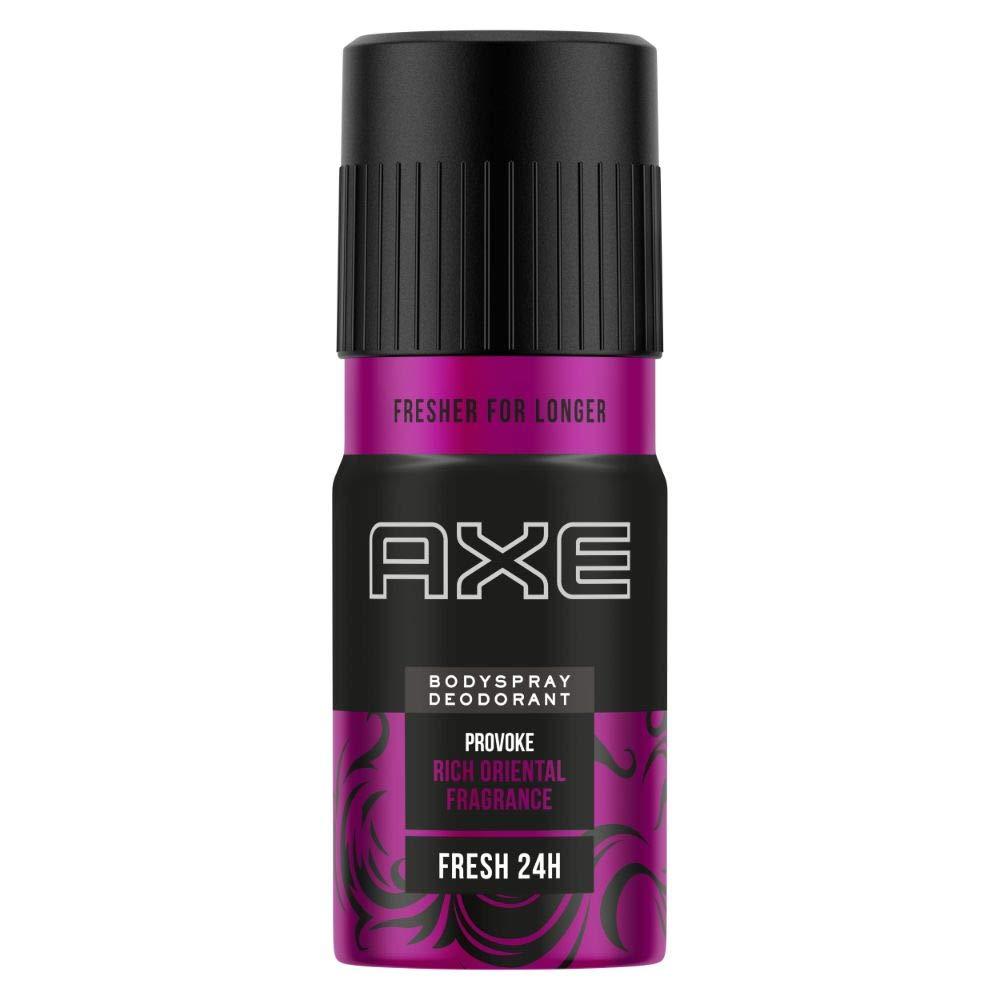 FRESHER FOR LONGER
AXE
BODYSPRAY
DEODORANT
PROVOKE
RICH ORIENTAL
FRAGRANCE
FRESH 24H